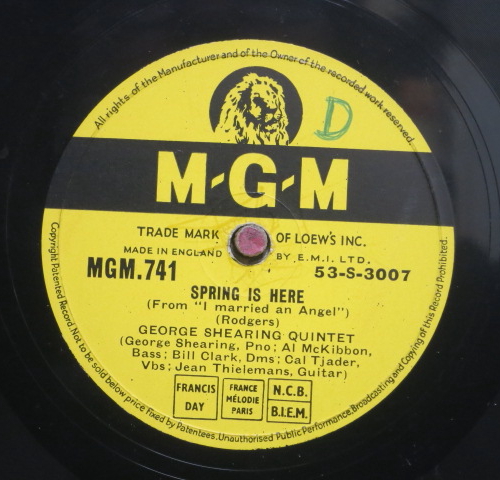 All rights of the Manufacturer and of the Owner of the recorded work reserved.
D
M-G-M
TRADE MARK OF LOEW'S INC.
MADE IN ENGLAND BY E.M.I. LTD.
MGM.741 53-S-3007
SPRING IS HERE
(From "I married an Angel")
(Rodgers)
GEORGE SHEARING QUINTET
(George Shearing, Pno; Al McKibbon,
Bass; Bill Clark, Dms; Cal Tjader,
Vbs; Jean Thielemans, Guitar)
FRANCIS
DAY
FRANCE
MÉLODIE
PARIS
N.C.B.
B.I.E.M.
Copyright Patented Record Not to be sold below price fixed by Patentees. Unauthorised Public Performance, Broadcasting and Copying of this Record Prohibited.